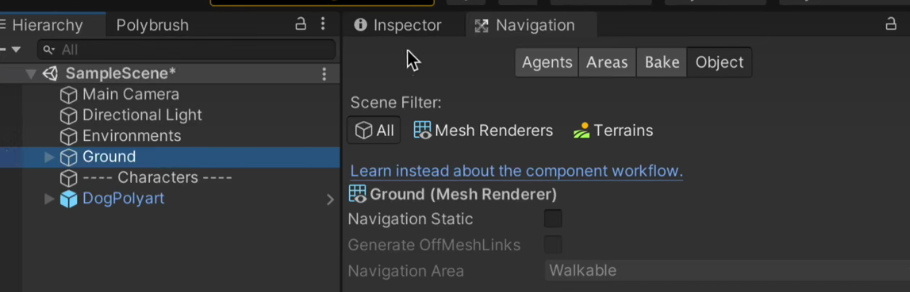 Hierarchy
Polybrush
All
SampleScene*
Main Camera
Directional Light
Environments
Ground
---- Characters ----
DogPolyart
Inspector
Navigation
Agents Areas Bake Object
Scene Filter:
All Mesh Renderers Terrains
Learn instead about the component workflow.
Ground (Mesh Renderer)
Navigation Static
Generate OffMeshLinks
Navigation Area Walkable